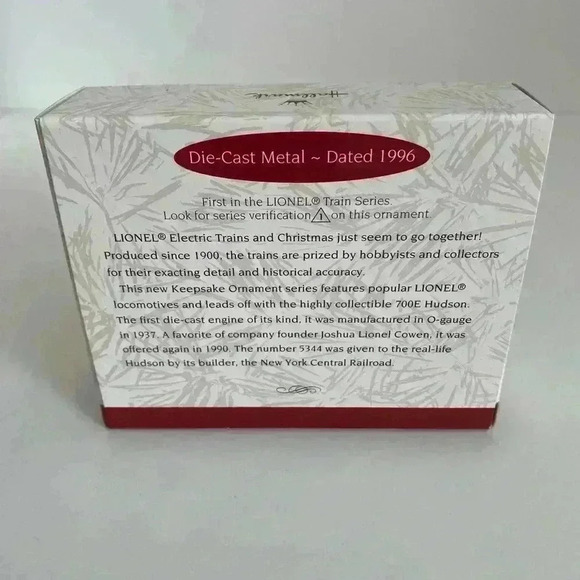 Hallmark
Die-Cast Metal ~ Dated 1996
First in the LIONEL® Train Series
Look for series verification 1 on this ornament
LIONEL® Electric Trains and Christmas just seem to go together!
Produced since 1900, the trains are prized by hobbyists and collectors
for their exacting detail and historical accuracy.
This new Keepsake Ornament series features popular LIONEL®
locomotives and leads off with the highly collectible 700E Hudson.
The first die-cast engine of its kind, it was manufactured in O-gauge
in 1937. A favorite of company founder Joshua Lionel Cowen, it was
offered again in 1990. The number 5344 was given to the real-life
Hudson by its builder, the New York Central Railroad.